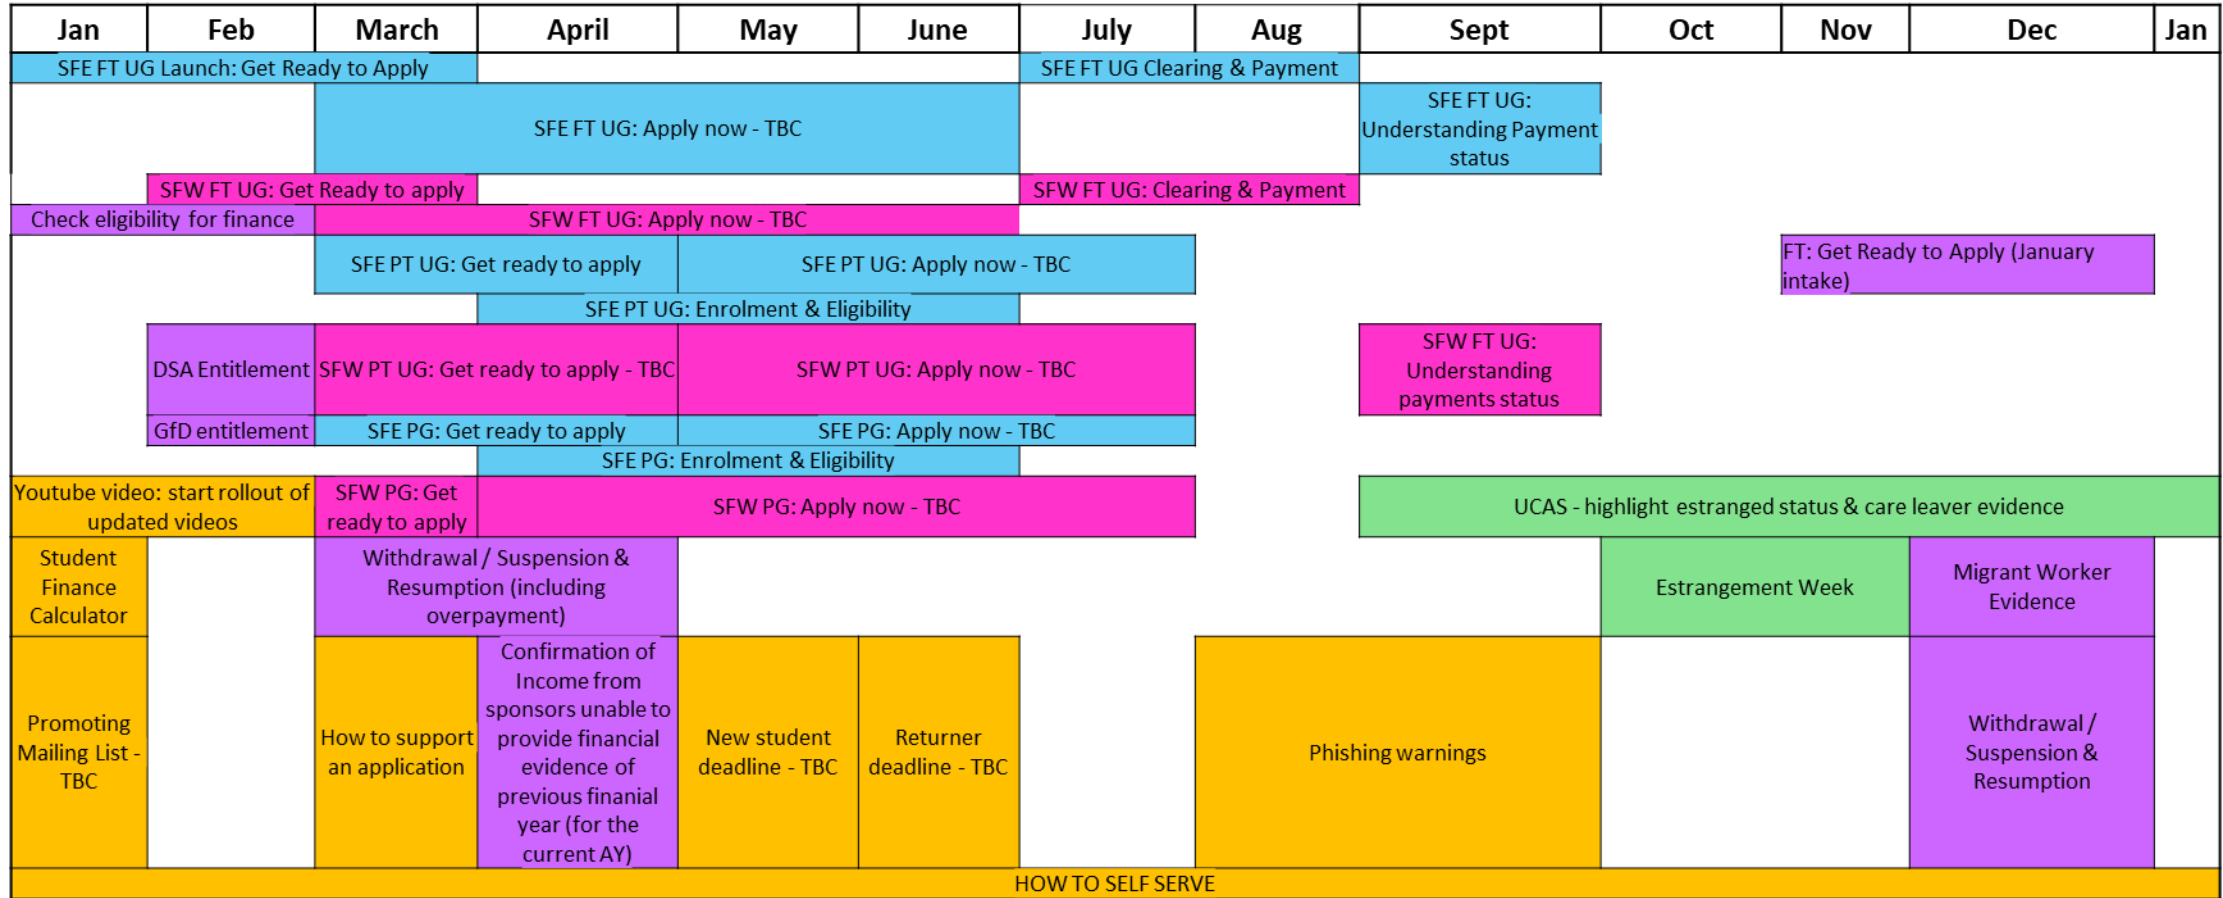 Jan Feb March April May June July Aug Sept Oct Nov Dec Jan
SFE FT UG Launch: Get Ready to Apply
SFE FT UG Clearing & Payment
SFE FT UG: Apply now - TBC
SFE FT UG:
Understanding Payment
status
SFW FT UG: Get Ready to apply
SFW FT UG: Clearing & Payment
Check eligibility for finance
SFW FT UG: Apply now - TBC
SFE PT UG: Get ready to apply
SFE PT UG: Apply now - TBC
FT: Get Ready to Apply (January
intake)
SFE PT UG: Enrolment & Eligibility
DSA Entitlement
SFW PT UG: Get ready to apply - TBC
SFW PT UG: Apply now - TBC
SFW FT UG:
Understanding
payments status
GfD entitlement
SFE PG: Get ready to apply
SFE PG: Apply now - TBC
SFE PG: Enrolment & Eligibility
Youtube video: start rollout of
updated videos
SFW PG: Get
ready to apply
SFW PG: Apply now - TBC
UCAS - highlight estranged status & care leaver evidence
Student
Finance
Calculator
Withdrawal / Suspension &
Resumption (including
overpayment)
Estrangement Week
Migrant Worker
Evidence
Promoting
Mailing List -
TBC
How to support
an application
Confirmation of
Income from
sponsors unable to
provide financial
evidence of
previous finanial
year (for the
current AY)
New student
deadline - TBC
Returner
deadline - TBC
Phishing warnings
Withdrawal /
Suspension &
Resumption
HOW TO SELF SERVE